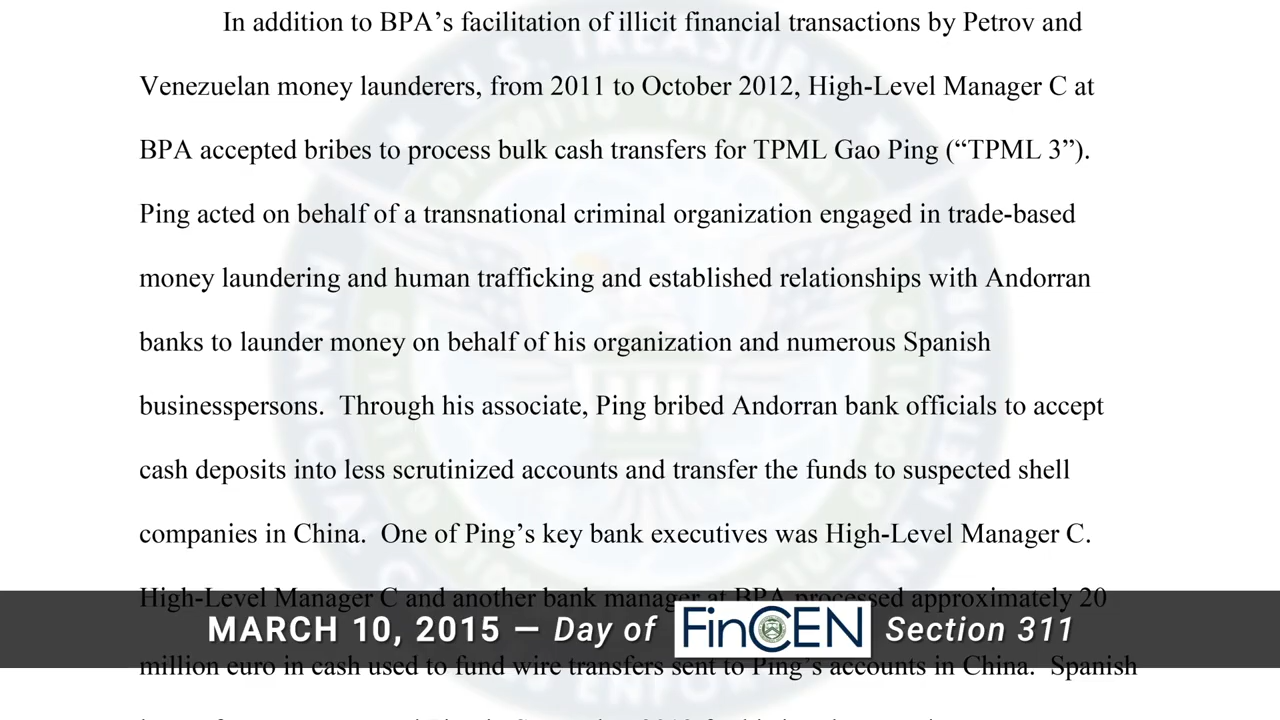 In addition to BPA’s facilitation of illicit financial transactions by Petrov and
Venezuelan money launderers, from 2011 to October 2012, High-Level Manager C at
BPA accepted bribes to process bulk cash transfers for TPML Gao Ping (“TPML 3”).
Ping acted on behalf of a transnational criminal organization engaged in trade-based
money laundering and human trafficking and established relationships with Andorran
banks to launder money on behalf of his organization and numerous Spanish
businesspersons.  Through his associate, Ping bribed Andorran bank officials to accept
cash deposits into less scrutinized accounts and transfer the funds to suspected shell
companies in China.  One of Ping’s key bank executives was High-Level Manager C.
High-Level Manager C and another bank manager at BPA processed approximately 20
MARCH 10, 2015 — Day of FinCEN Section 311
million euro in cash used to fund wire transfers sent to Ping’s accounts in China.  Spanish